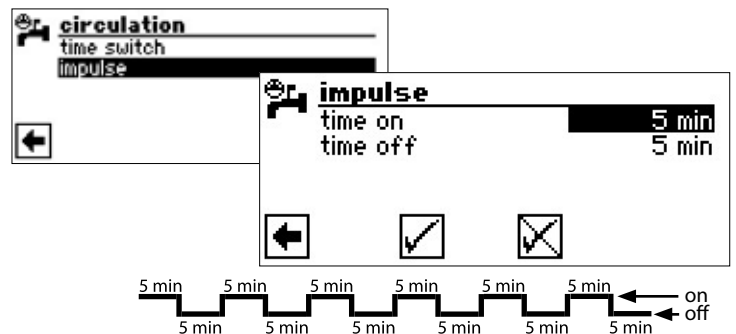 circulation
time switch
impulse
impulse
time on 5 min
time off 5 min
5 min 5 min 5 min 5 min 5 min 5 min on
5 min 5 min 5 min 5 min 5 min 5 min off